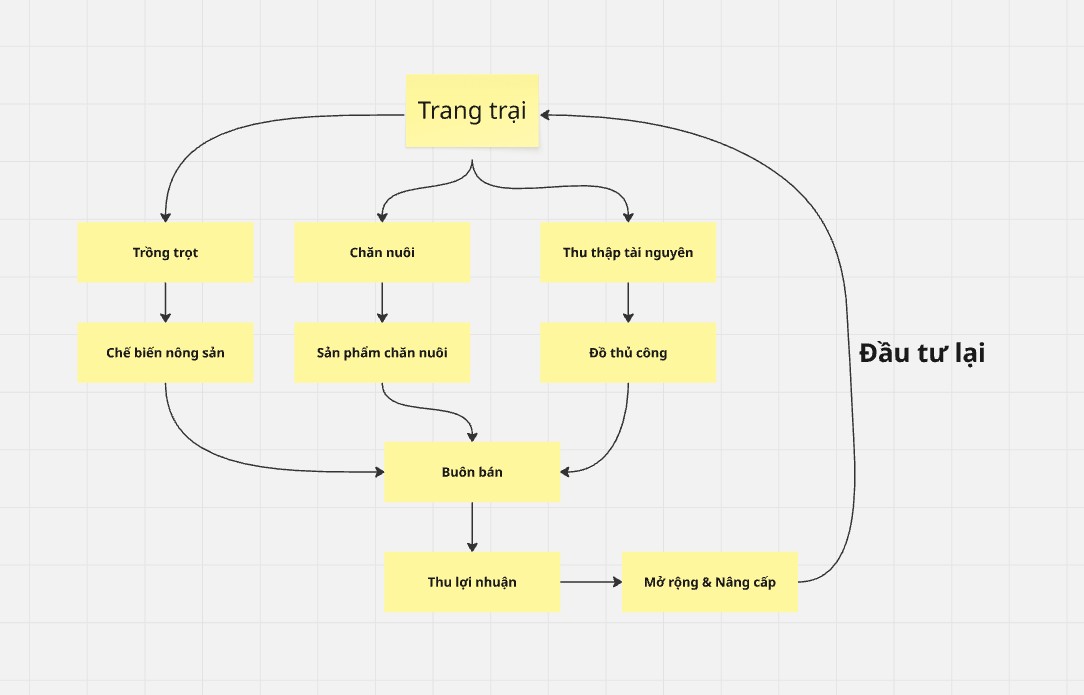 Trang trại
Trồng trọt
Chăn nuôi
Thu thập tài nguyên
Chế biến nông sản
Sản phẩm chăn nuôi
Đồ thủ công
Đầu tư lại
Buôn bán
Thu lợi nhuận
Mở rộng & Nâng cấp